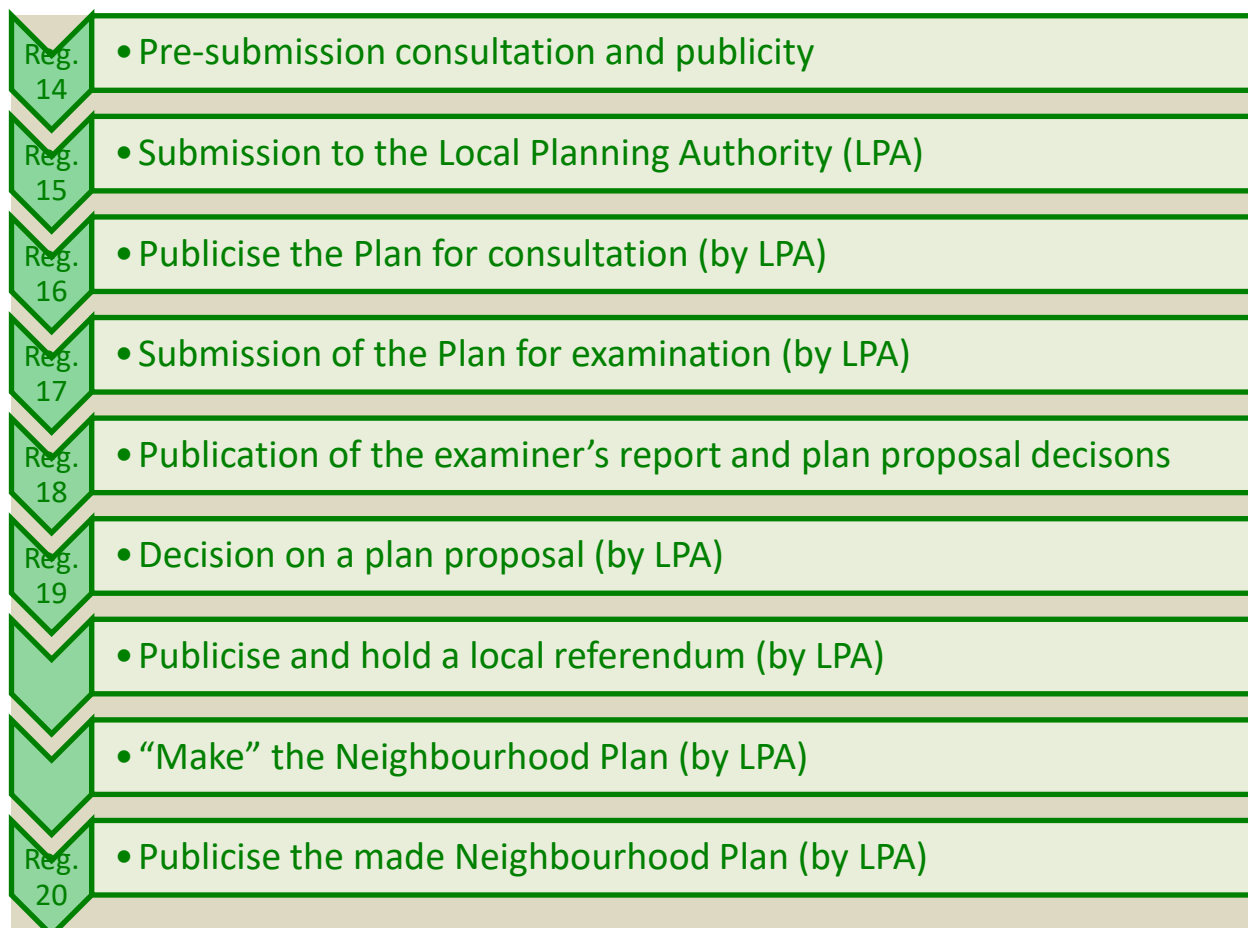 Reg.
14
• Pre-submission consultation and publicity
Reg.
15
• Submission to the Local Planning Authority (LPA)
Reg.
16
• Publicise the Plan for consultation (by LPA)
Reg.
17
• Submission of the Plan for examination (by LPA)
Reg.
18
• Publication of the examiner’s report and plan proposal decisons
Reg.
19
• Decision on a plan proposal (by LPA)
• Publicise and hold a local referendum (by LPA)
• “Make” the Neighbourhood Plan (by LPA)
Reg.
20
• Publicise the made Neighbourhood Plan (by LPA)